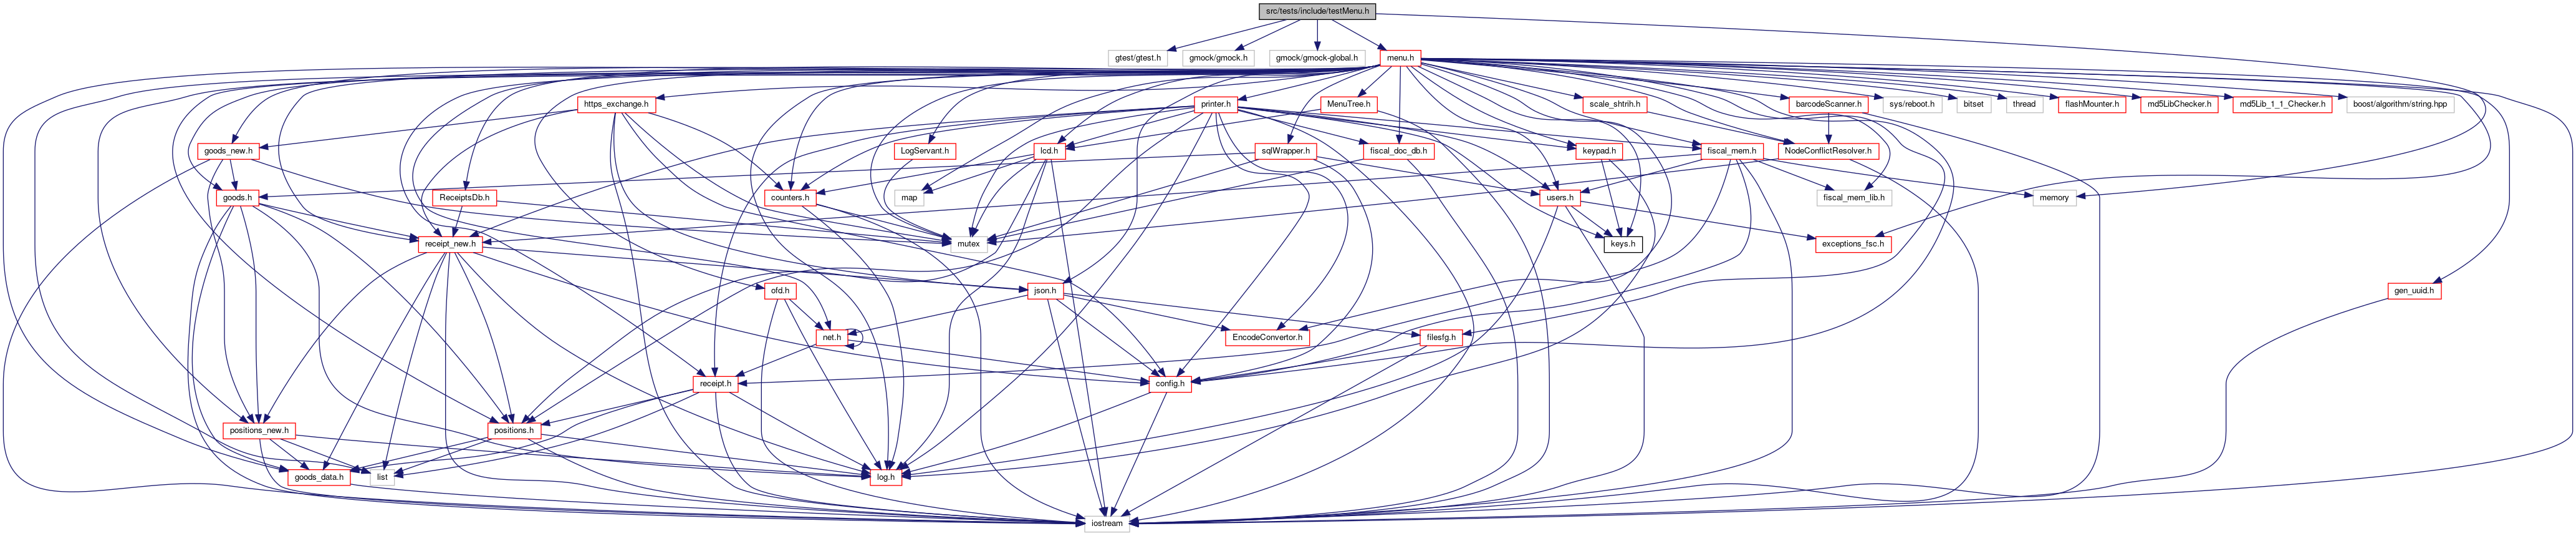 src/tests/include/testMenu.h
gtest/gtest.h
gmock/gmock.h
gmock/gmock-global.h
menu.h
https_exchange.h
printer.h
MenuTree.h
scale_shtrih.h
barcodeScanner.h
sys/reboot.h
bitset
thread
flashMounter.h
md5LibChecker.h
md5Lib_1_1_Checker.h
boost/algorithm/string.hpp
goods_new.h
LogServant.h
lcd.h
sqlWrapper.h
fiscal_doc_db.h
keypad.h
fiscal_mem.h
NodeConflictResolver.h
goods.h
ReceiptsDb.h
counters.h
map
users.h
fiscal_mem_lib.h
memory
receipt_new.h
mutex
keys.h
exceptions_fsc.h
ofd.h
json.h
gen_uuid.h
net.h
EncodeConvertor.h
filesfg.h
receipt.h
config.h
positions_new.h
positions.h
goods_data.h
list
log.h
iostream